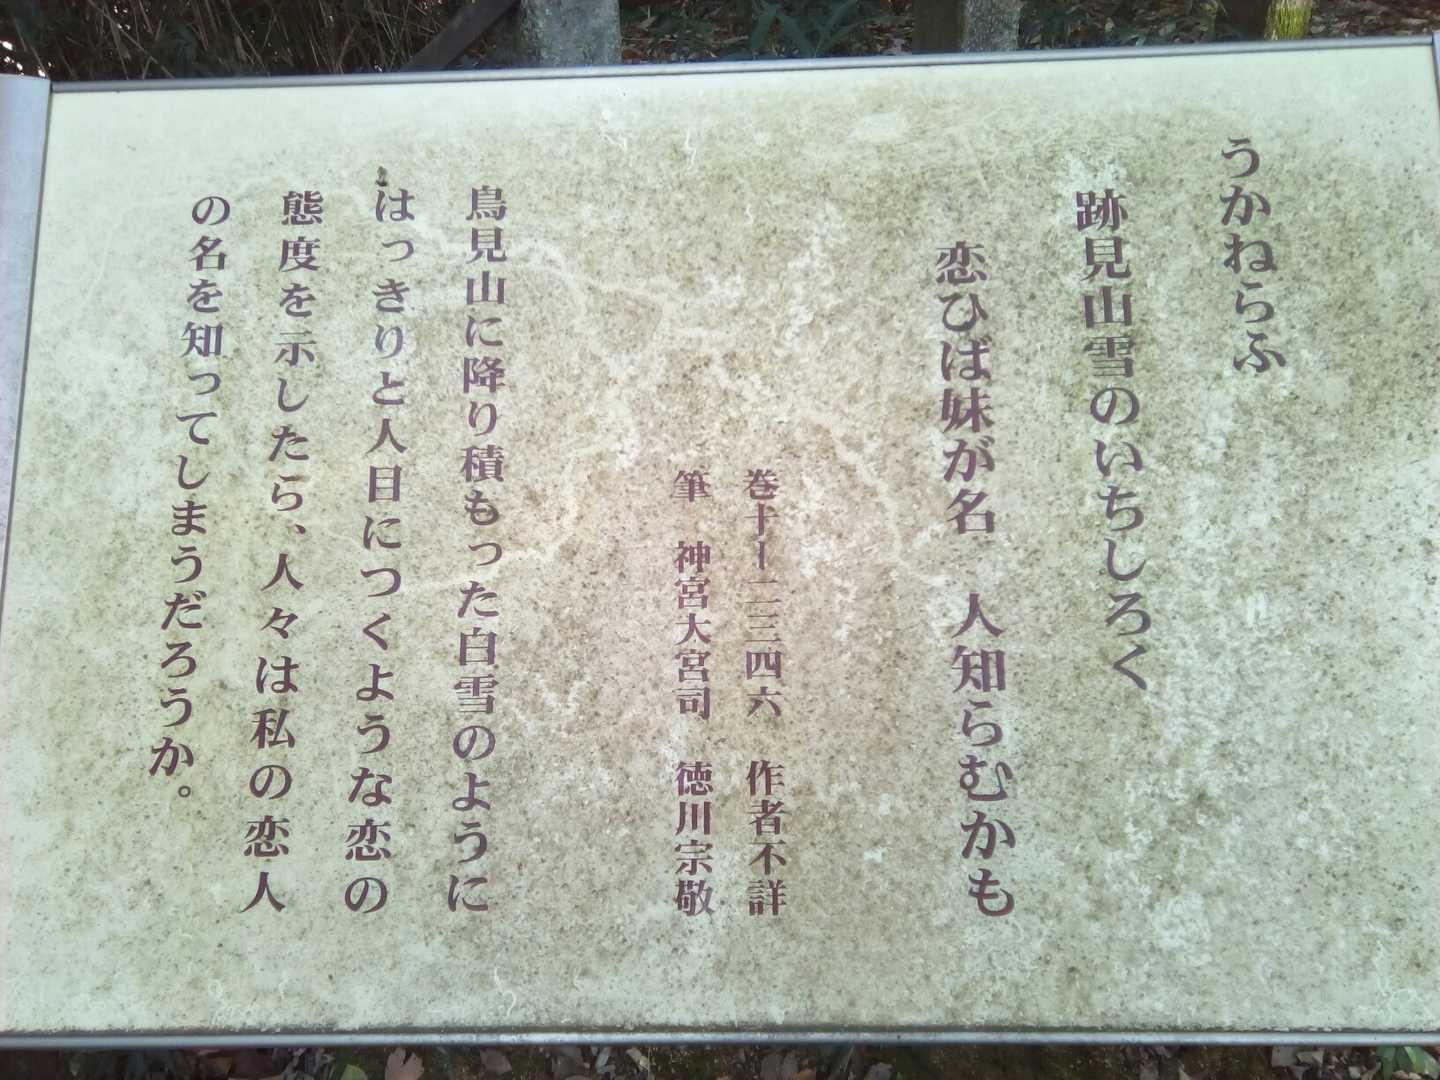 うかねらふ
跡見山雪のいちしろく
恋ひば妹が名　人知らむかも
巻十ー二三四六　作者不詳
筆　神宮大宮司　徳川宗敬
鳥見山に降り積もった白雪のように
はっきりと人目につくような恋の
態度を示したら、人々は私の恋人
の名を知ってしまうだろうか。